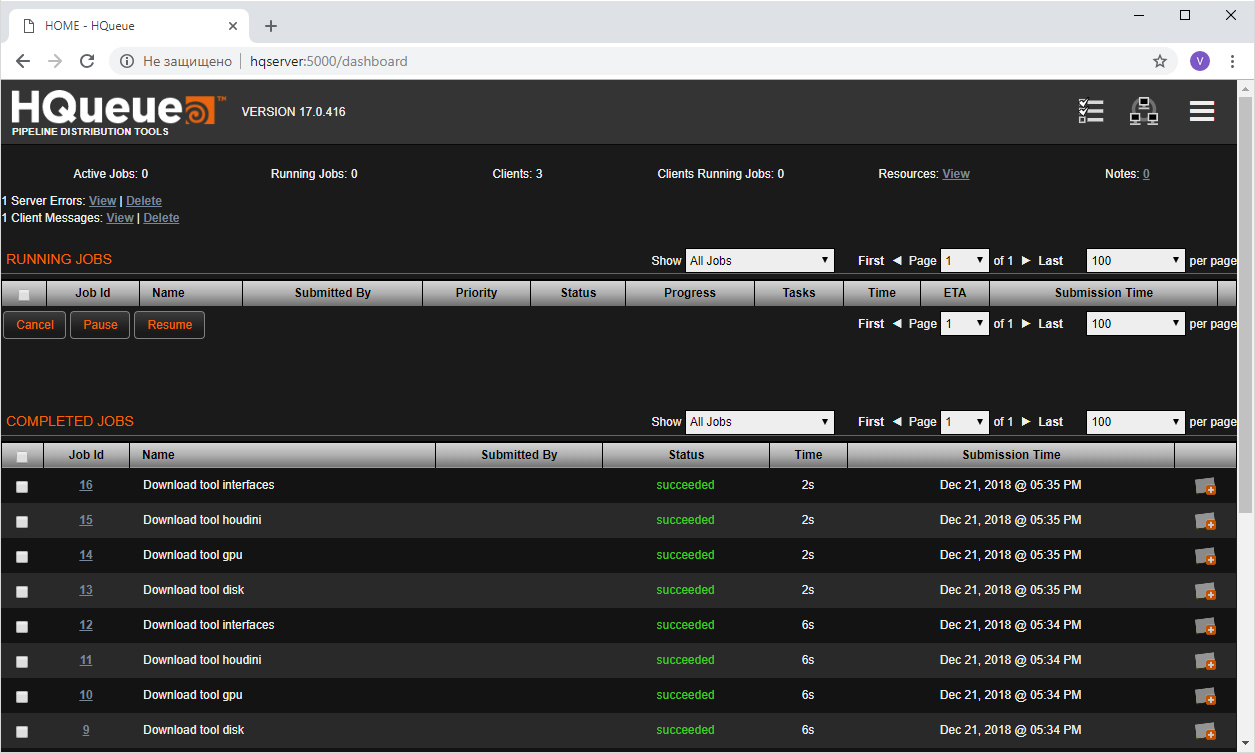 HOME - HQueue
Не защищено | hqserver:5000/dashboard
V
HQueue™ VERSION 17.0.416
PIPELINE DISTRIBUTION TOOLS
Active Jobs: 0 Running Jobs: 0 Clients: 3 Clients Running Jobs: 0 Resources: View Notes: 0
1 Server Errors: View | Delete
1 Client Messages: View | Delete
RUNNING JOBS Show All Jobs First Page 1 of 1 Last 100 per page
Job Id Name Submitted By Priority Status Progress Tasks Time ETA Submission Time
Cancel Pause Resume First Page 1 of 1 Last 100 per page
COMPLETED JOBS Show All Jobs First Page 1 of 1 Last 100 per page
Job Id Name Submitted By Status Time Submission Time
16 Download tool interfaces succeeded 2s Dec 21, 2018 @ 05:35 PM
15 Download tool houdini succeeded 2s Dec 21, 2018 @ 05:35 PM
14 Download tool gpu succeeded 2s Dec 21, 2018 @ 05:35 PM
13 Download tool disk succeeded 2s Dec 21, 2018 @ 05:35 PM
12 Download tool interfaces succeeded 6s Dec 21, 2018 @ 05:34 PM
11 Download tool houdini succeeded 6s Dec 21, 2018 @ 05:34 PM
10 Download tool gpu succeeded 6s Dec 21, 2018 @ 05:34 PM
9 Download tool disk succeeded 6s Dec 21, 2018 @ 05:34 PM